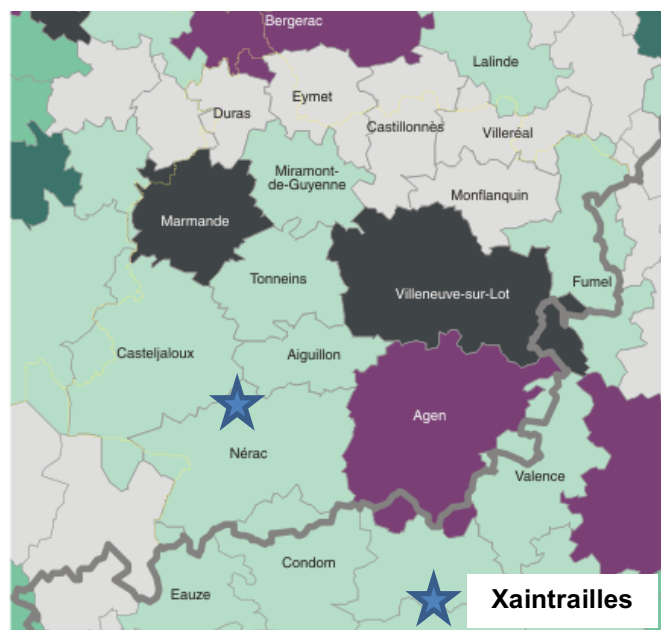 Bergerac
Lalinde
Eymet
Duras
Castillonnès
Villeréal
Miramont-
de-Guyenne
Monflanquin
Marmande
Tonneins
Fumel
Villeneuve-sur-Lot
Casteljaloux
Aiguillon
Agen
Nérac
Valence
Condom
Eauze
Xaintrailles